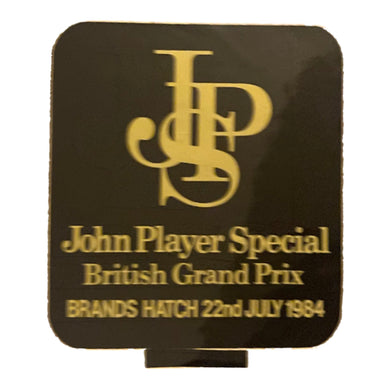 JPS
John Player Special
British Grand Prix
BRANDS HATCH 22nd JULY 1984